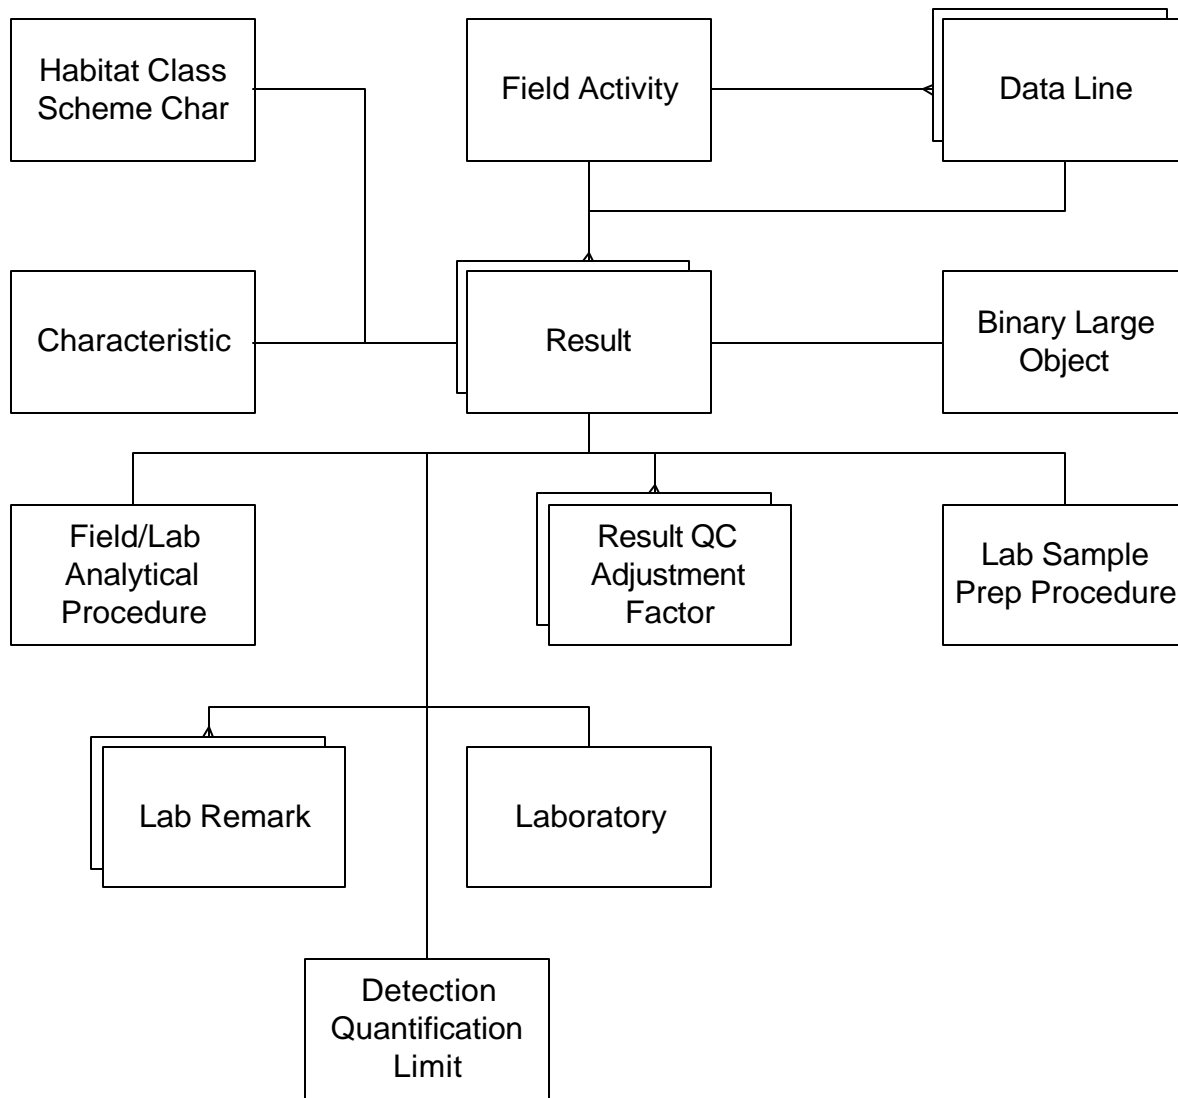 Habitat Class
Scheme Char
Field Activity
Data Line
Characteristic
Result
Binary Large
Object
Field/Lab
Analytical
Procedure
Result QC
Adjustment
Factor
Lab Sample
Prep Procedure
Lab Remark
Laboratory
Detection
Quantification
Limit